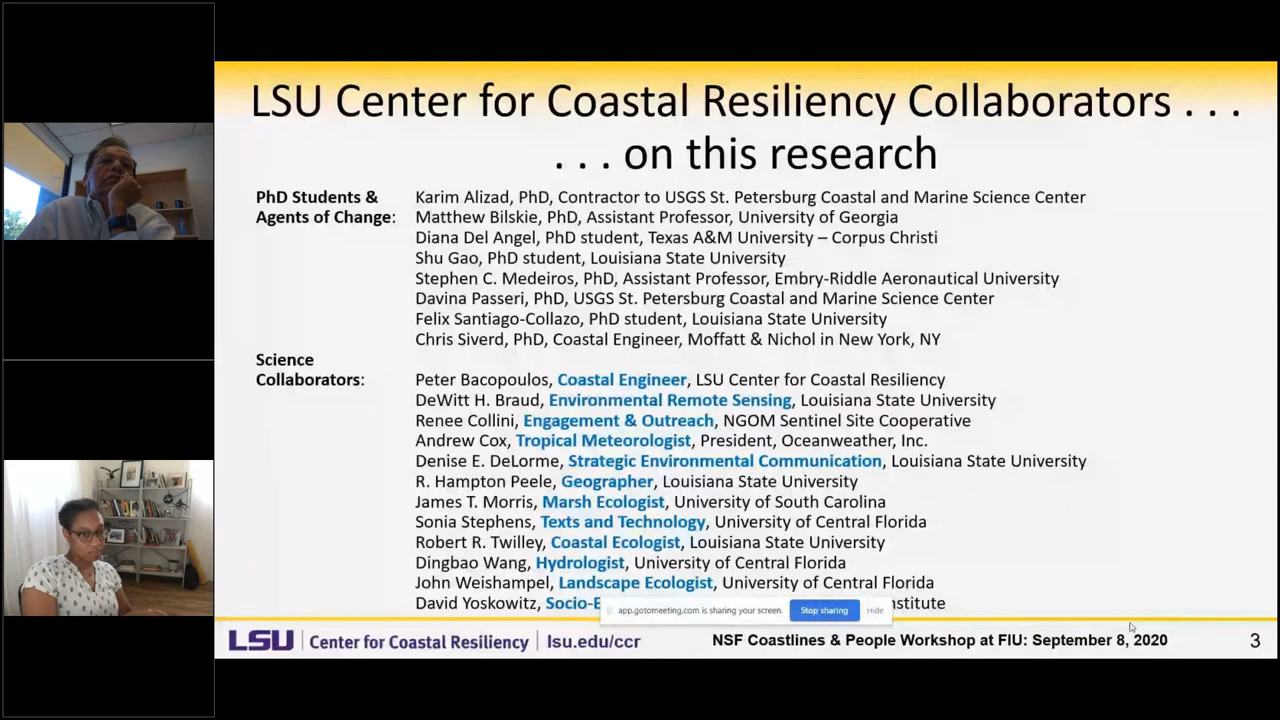 LSU Center for Coastal Resiliency Collaborators . . .
. . . on this research
PhD Students & Karim Alizad, PhD, Contractor to USGS St. Petersburg Coastal and Marine Science Center
Agents of Change: Matthew Bilskie, PhD, Assistant Professor, University of Georgia
Diana Del Angel, PhD student, Texas A&M University – Corpus Christi
Shu Gao, PhD student, Louisiana State University
Stephen C. Medeiros, PhD, Assistant Professor, Embry-Riddle Aeronautical University
Davina Passeri, PhD, USGS St. Petersburg Coastal and Marine Science Center
Felix Santiago-Collazo, PhD student, Louisiana State University
Chris Siverd, PhD, Coastal Engineer, Moffatt & Nichol in New York, NY
Science
Collaborators: Peter Bacopoulos, Coastal Engineer, LSU Center for Coastal Resiliency
DeWitt H. Braud, Environmental Remote Sensing, Louisiana State University
Renee Collini, Engagement & Outreach, NGOM Sentinel Site Cooperative
Andrew Cox, Tropical Meteorologist, President, Oceanweather, Inc.
Denise E. DeLorme, Strategic Environmental Communication, Louisiana State University
R. Hampton Peele, Geographer, Louisiana State University
James T. Morris, Marsh Ecologist, University of South Carolina
Sonia Stephens, Texts and Technology, University of Central Florida
Robert R. Twilley, Coastal Ecologist, Louisiana State University
Dingbao Wang, Hydrologist, University of Central Florida
John Weishampel, Landscape Ecologist, University of Central Florida
David Yoskowitz,
app.gotomeeting.com is sharing your screen. Stop sharing Hide
LSU Center for Coastal Resiliency lsu.edu/ccr NSF Coastlines & People Workshop at FIU: September 8, 2020 3